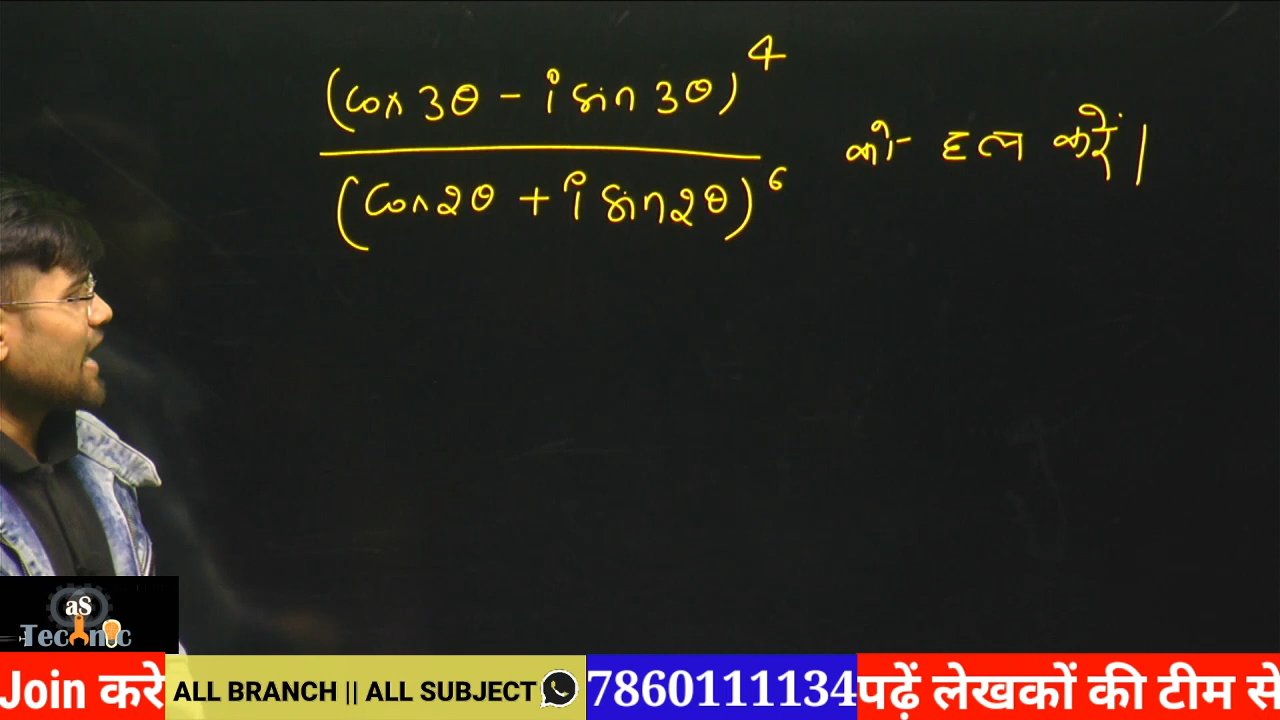 (cos 3θ - i sin 3θ)⁴
(cos 2θ + i sin 2θ)⁶
को हल करें।
aS
Tecnic
Join करे
ALL BRANCH || ALL SUBJECT
7860111134
पढ़ें लेखकों की टीम से